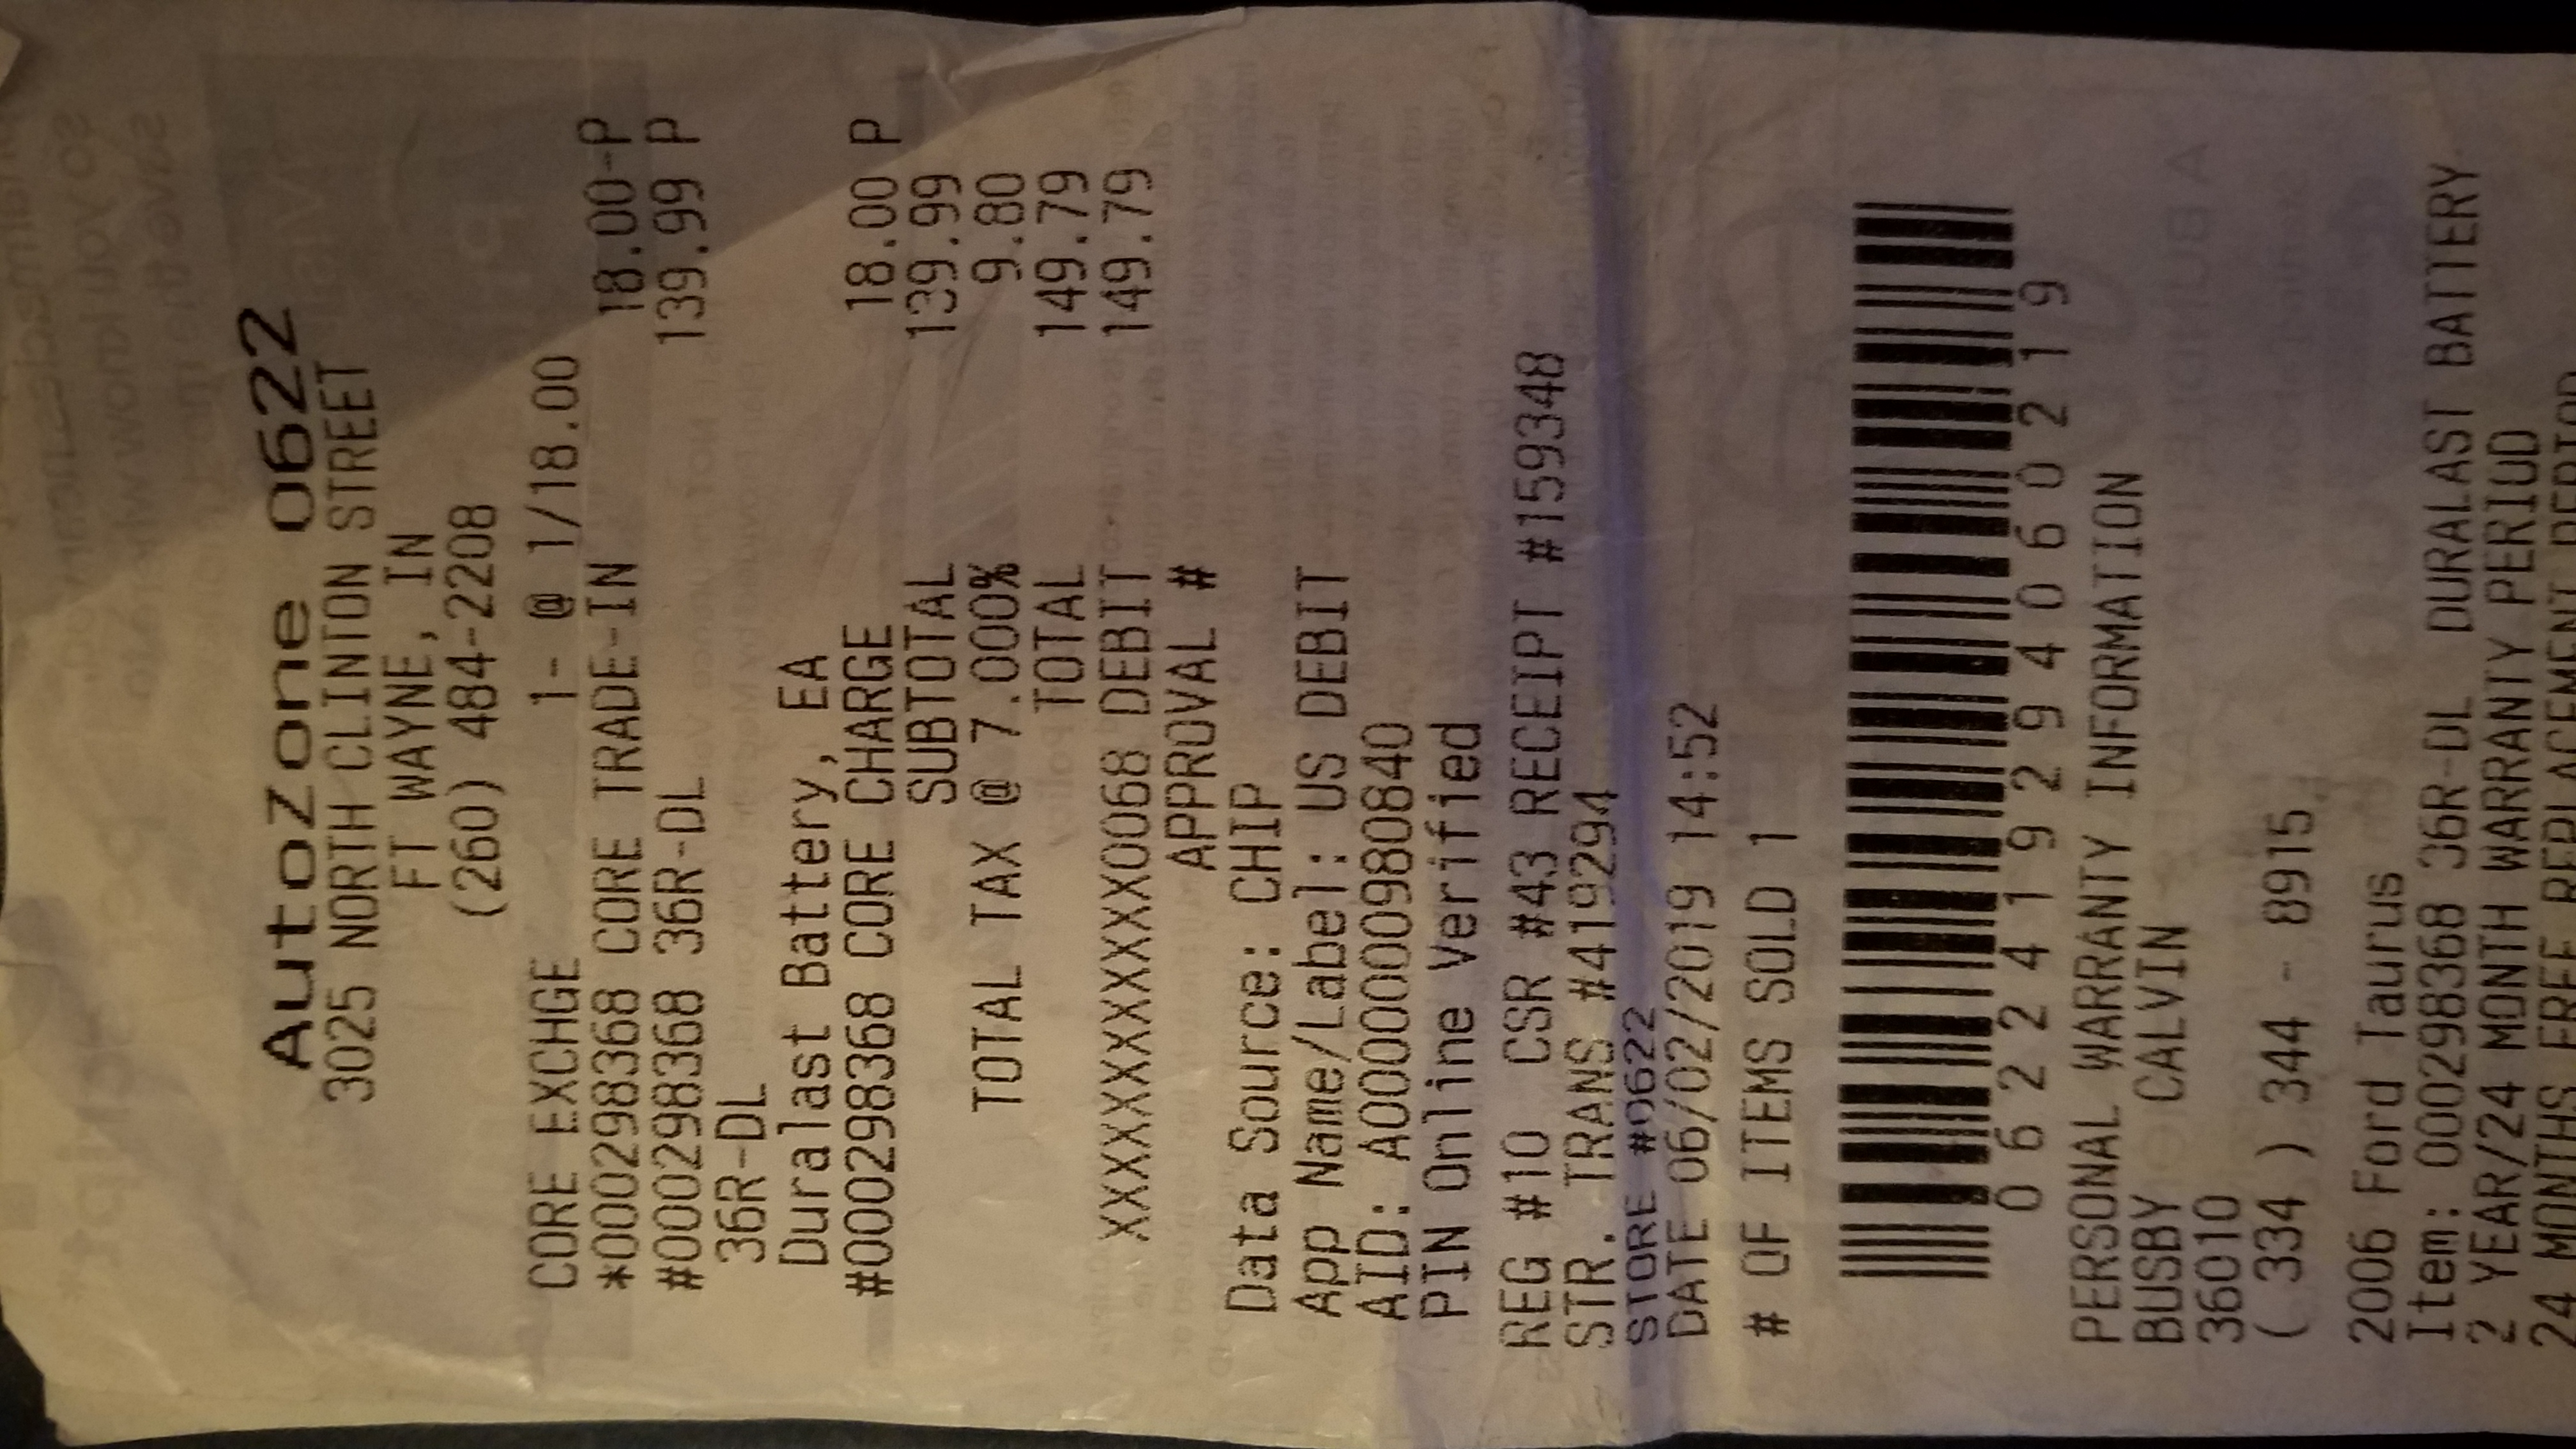 AutoZone 0622
3025 NORTH CLINTON STREET
FT WAYNE, IN
(260) 484-2208
CORE EXCHGE 1- @ 1/18.00
*000298368 CORE TRADE-IN 18.00-P
#000298368 36R-DL 139.99 P
36R-DL
Duralast Battery, EA
#000298368 CORE CHARGE 18.00 P
SUBTOTAL 139.99
TOTAL TAX @ 7.000% 9.80
TOTAL 149.79
XXXXXXXXXXXX0068 DEBIT 149.79
APPROVAL #
Data Source: CHIP
App Name/Label: US DEBIT
AID: A0000000980840
PIN Online Verified
REG #10 CSR #43 RECEIPT #159348
STR. TRANS #419294
STORE #0622
DATE 06/02/2019 14:52
# OF ITEMS SOLD 1
0622419294060219
PERSONAL WARRANTY INFORMATION
BUSBY CALVIN
36010
( 334 ) 344 - 8915
2006 Ford Taurus
Item: 000298368 36R-DL DURALAST BATTERY
2 YEAR/24 MONTH WARRANTY PERIOD
24 MONTHS FREE REPLACEMENT PERIOD